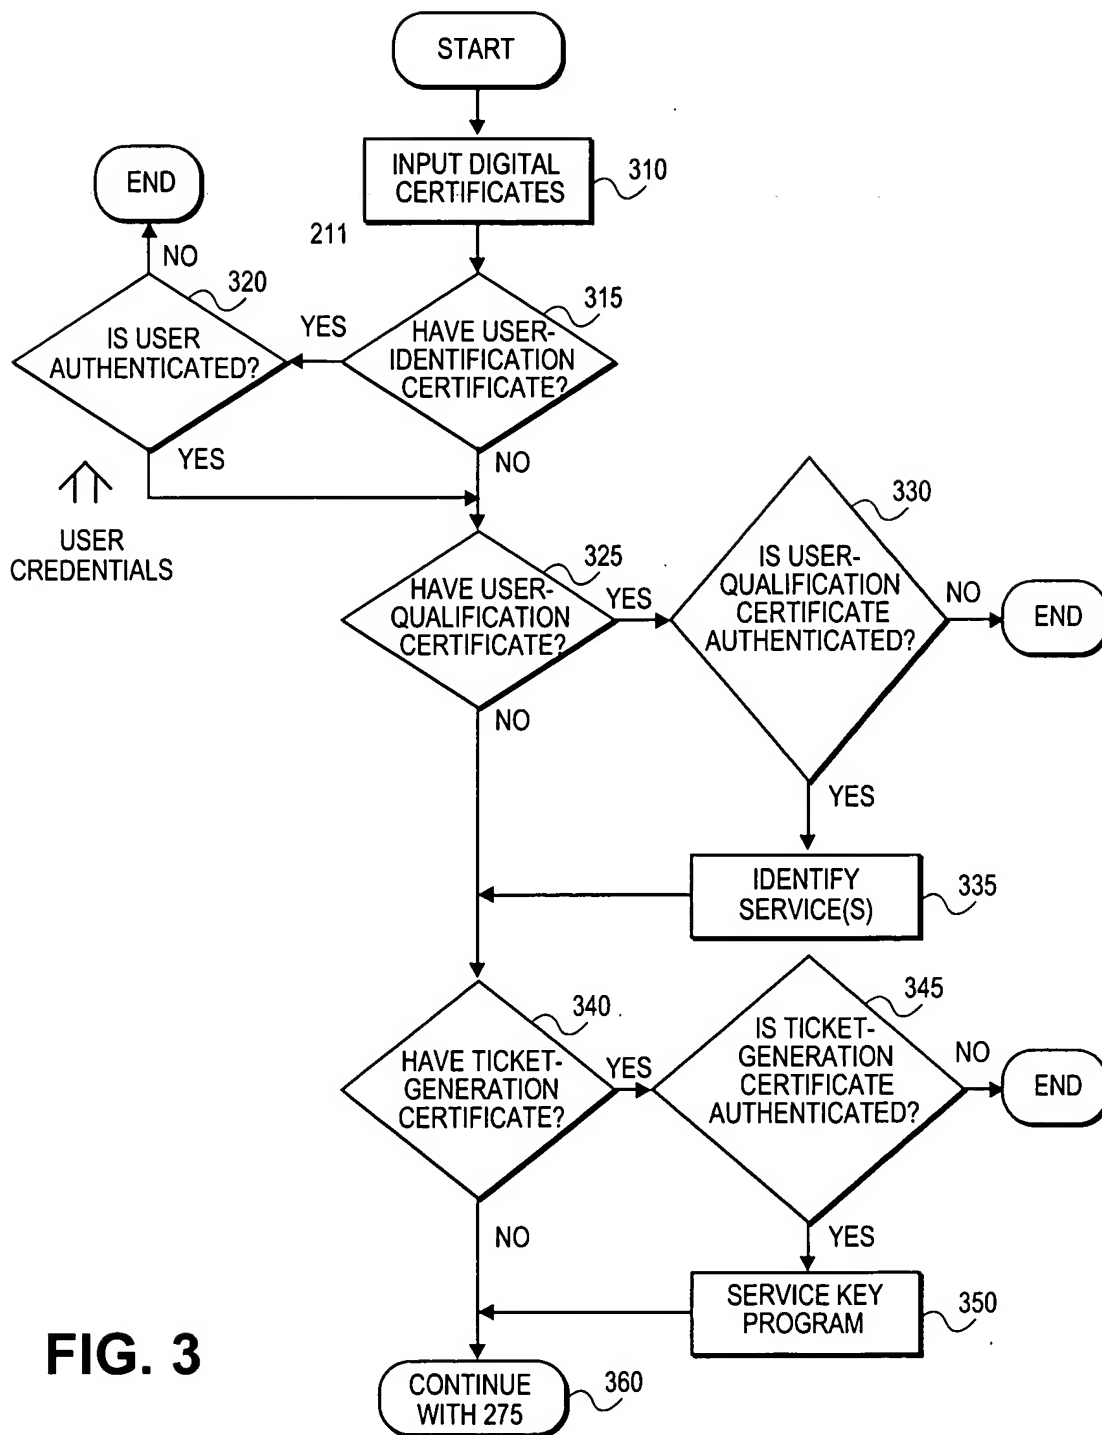 START
INPUT DIGITAL
CERTIFICATES
310
END
211
NO
320
315
YES
IS USER
AUTHENTICATED?
HAVE USER-
IDENTIFICATION
CERTIFICATE?
YES
NO
USER
CREDENTIALS
330
325
HAVE USER-
QUALIFICATION
CERTIFICATE?
YES
IS USER-
QUALIFICATION
CERTIFICATE
AUTHENTICATED?
NO
END
NO
YES
IDENTIFY
SERVICE(S)
335
340
345
HAVE TICKET-
GENERATION
CERTIFICATE?
YES
IS TICKET-
GENERATION
CERTIFICATE
AUTHENTICATED?
NO
END
NO
YES
SERVICE KEY
PROGRAM
350
FIG. 3
CONTINUE
WITH 275
360